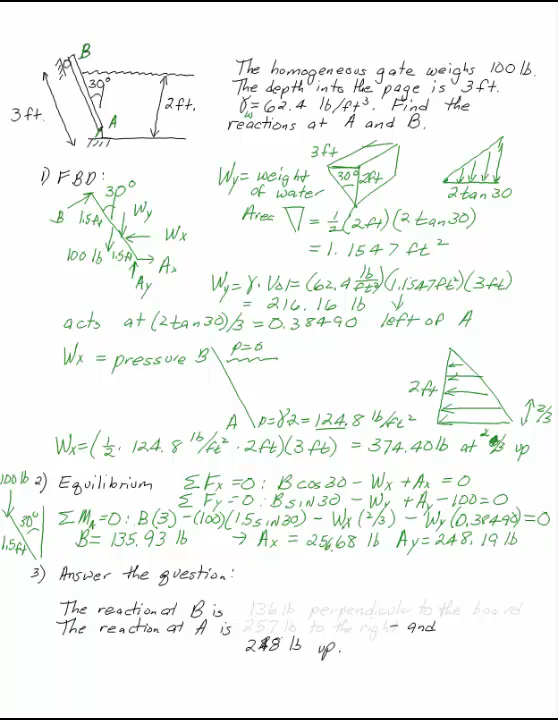 B
30°
3 ft.
2 ft.
A
The homogeneous gate weighs 100 lb.
The depth into the page is 3 ft.
γw = 62.4 lb/ft³. Find the
reactions at A and B.
1) FBD:
30°
B
1.5ft
Wy
Wx
100 lb
1.5ft
Ax
Ay
Wy = weight
of water
3ft
30°
2ft
2 tan 30
Area = ½(2ft)(2 tan 30)
= 1.1547 ft²
Wy = γ · Vol = (62.4 lb/ft³)(1.1547ft²)(3ft)
= 216.16 lb ↓
acts at (2 tan 30)/3 = 0.38490 left of A
Wx = pressure
B
p=0
A
p=γ2 = 124.8 lb/ft²
2ft
2/3
Wx = (½ · 124.8 lb/ft² · 2ft)(3 ft) = 374.40 lb at 2/3 up
2) Equilibrium ΣFx = 0: B cos 30 - Wx + Ax = 0
ΣFy = 0: B sin 30 - Wy + Ay - 100 = 0
ΣMA = 0: B(3) - (100)(1.5 sin 30) - Wx(2/3) - Wy(0.38490) = 0
B = 135.93 lb → Ax = 256.68 lb Ay = 248.19 lb
100 lb
30°
1.5ft
3) Answer the question:
The reaction at B is 136 lb perpendicular to the board
The reaction at A is 257 lb to the right and
248 lb up.